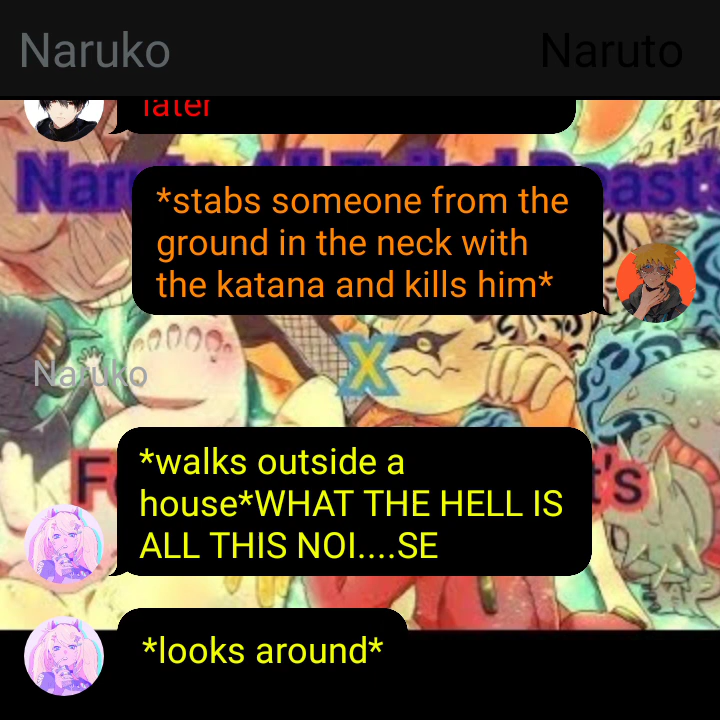 Naruko Naruto
later
*stabs someone from the
ground in the neck with
the katana and kills him*
X
Naruko
*walks outside a
house*WHAT THE HELL IS
ALL THIS NOI....SE
*looks around*